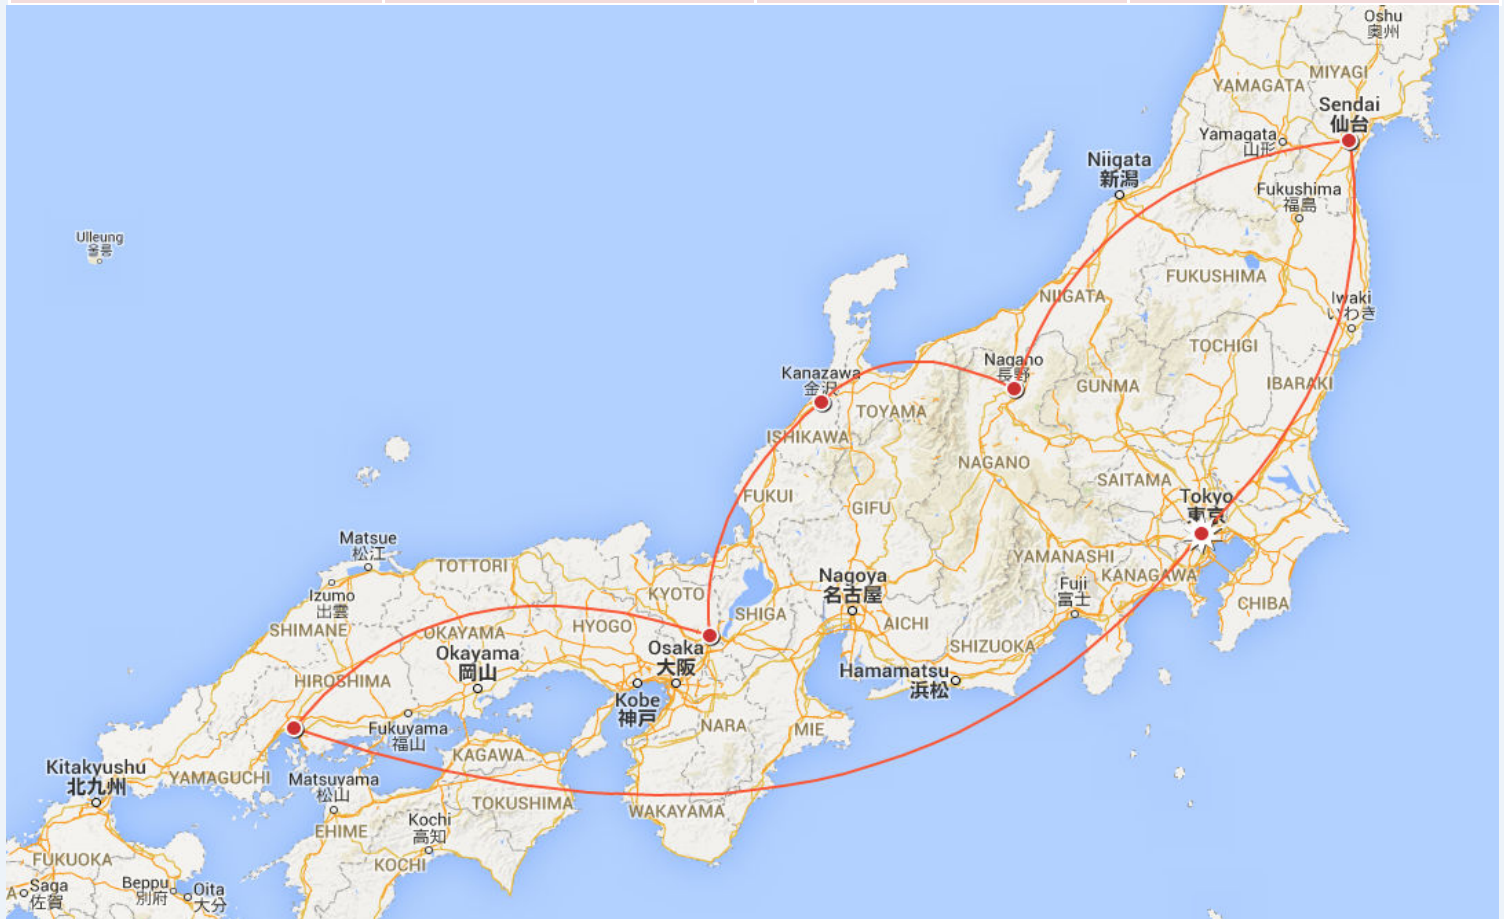 Oshu
奥州
MIYAGI
YAMAGATA
Sendai
仙台
Yamagata
山形
Niigata
新潟
Fukushima
福島
Ulleung
울릉
FUKUSHIMA
NIIGATA
Iwaki
いわき
TOCHIGI
Nagano
長野
Kanazawa
金沢
GUNMA
IBARAKI
TOYAMA
ISHIKAWA
NAGANO
SAITAMA
FUKUI
GIFU
Tokyo
東京
Matsue
松江
TOTTORI
YAMANASHI
KANAGAWA
Nagoya
名古屋
Fuji
富士
KYOTO
Izumo
出雲
SHIGA
CHIBA
SHIMANE
OKAYAMA
HYOGO
AICHI
SHIZUOKA
Okayama
岡山
Osaka
大阪
Hamamatsu
浜松
HIROSHIMA
Kobe
神戸
Fukuyama
福山
NARA
MIE
KAGAWA
Kitakyushu
北九州
YAMAGUCHI
Matsuyama
松山
TOKUSHIMA
WAKAYAMA
Kochi
高知
EHIME
FUKUOKA
KOCHI
A
Saga
佐賀
Beppu
別府
Oita
大分